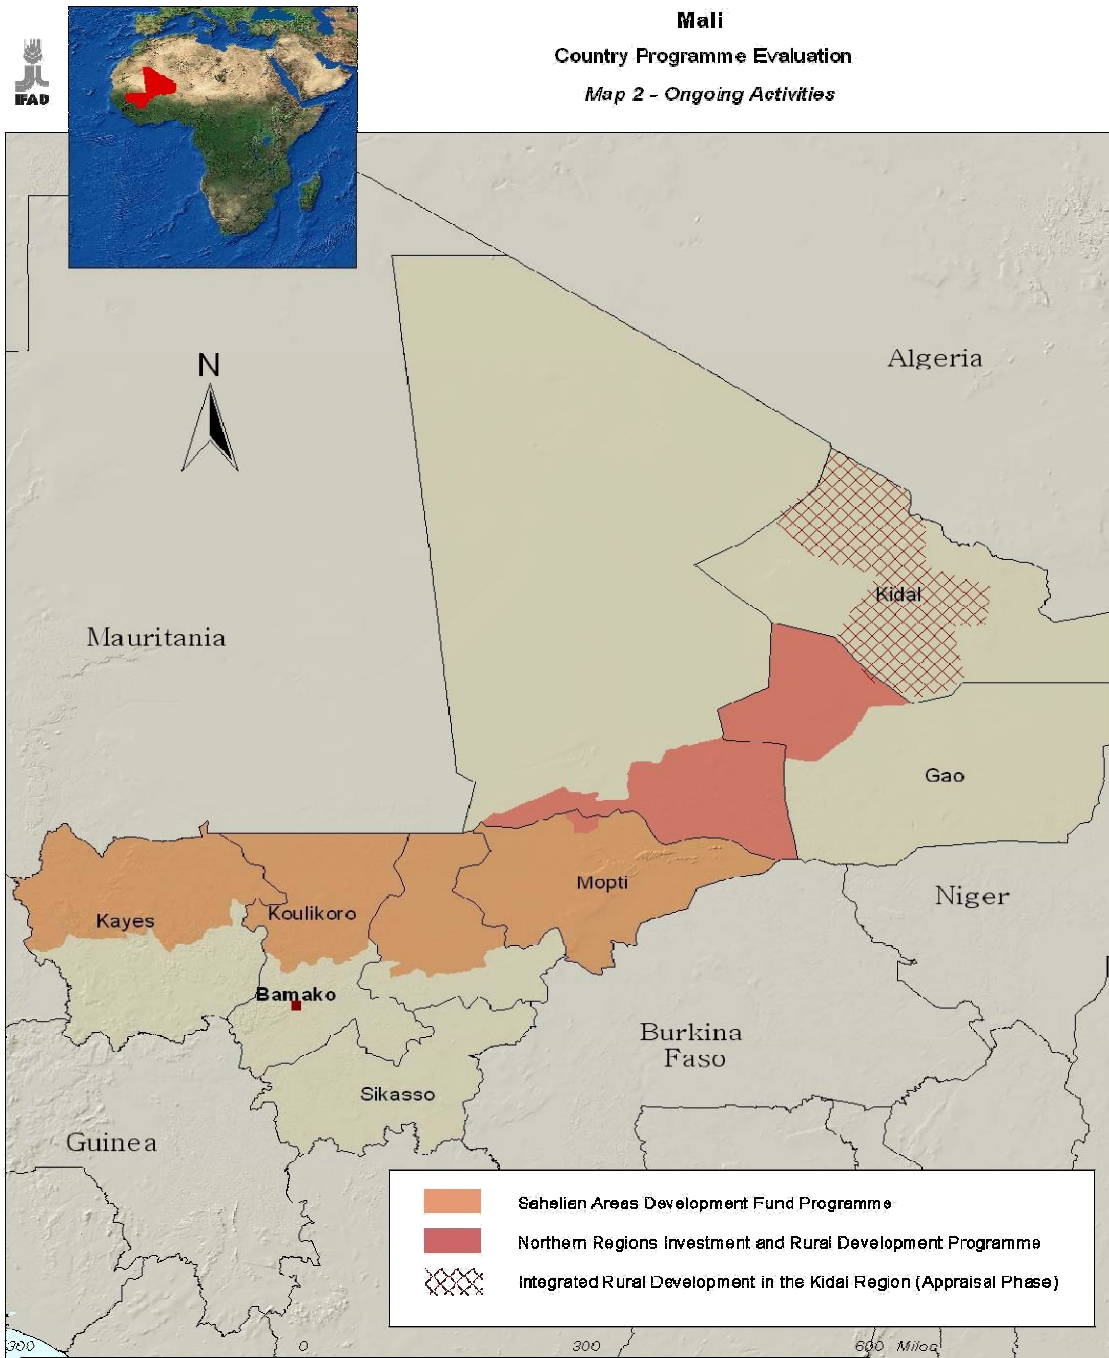 Mali
Country Programme Evaluation
Map 2 - Ongoing Activities
IFAD
N
Algeria
Kidal
Mauritania
Gao
Mopti
Niger
Kayes
Koulikoro
Bamako
Burkina
Faso
Sikasso
Guinea
Sahelian Areas Development Fund Programme
Northern Regions Investment and Rural Development Programme
Integrated Rural Development in the Kidal Region (Appraisal Phase)
300 0 300 600 Miles